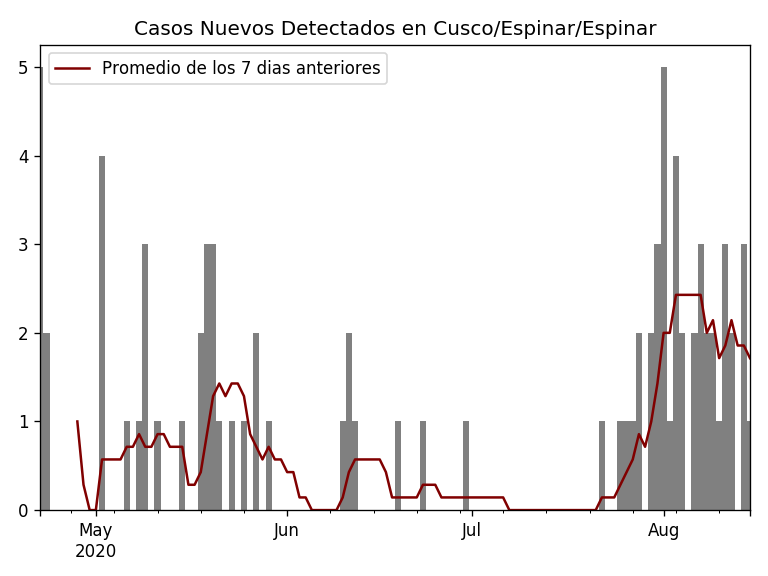 Casos Nuevos Detectados en Cusco/Espinar/Espinar
Promedio de los 7 dias anteriores
5
4
3
2
1
0
May
2020
Jun
Jul
Aug